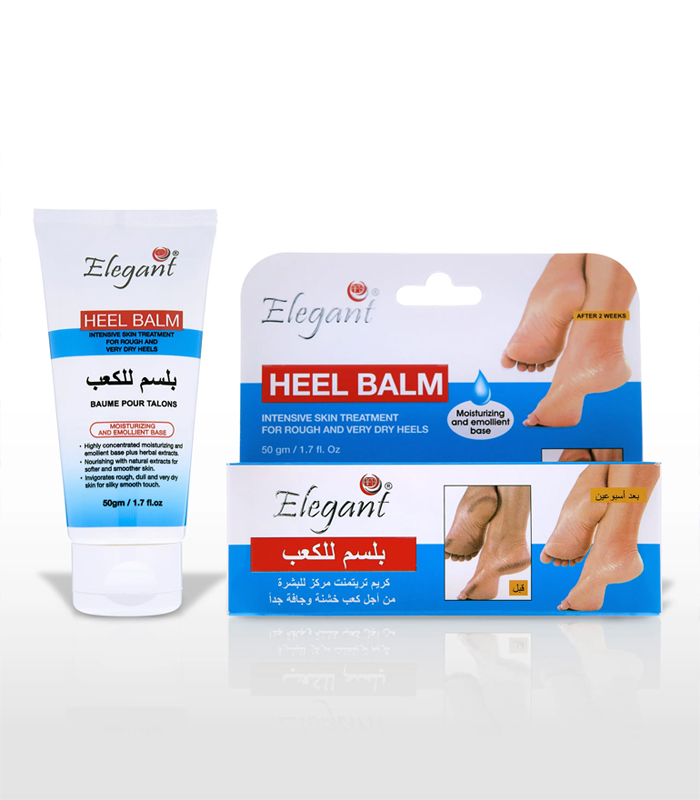 Elegant®
HEEL BALM
INTENSIVE SKIN TREATMENT
FOR ROUGH AND
VERY DRY HEELS
بلسم للكعب
BAUME POUR TALONS
MOISTURIZING
AND EMOLLIENT BASE
• Highly concentrated moisturizing and
emollient base plus herbal extracts.
• Nourishing with natural extracts for
softer and smoother skin.
• Invigorates rough, dull and very dry
skin for silky smooth touch.
50gm / 1.7 fl.oz
Elegant®
AFTER 2 WEEKS
HEEL BALM
INTENSIVE SKIN TREATMENT
FOR ROUGH AND VERY DRY HEELS
50 gm / 1.7 fl. Oz
Moisturizing
and emollient
base
Elegant®
بلسم للكعب
كريم تريتمنت مركز للبشرة
من أجل كعب خشنة وجافة جداً
قبل
بعد أسبوعين